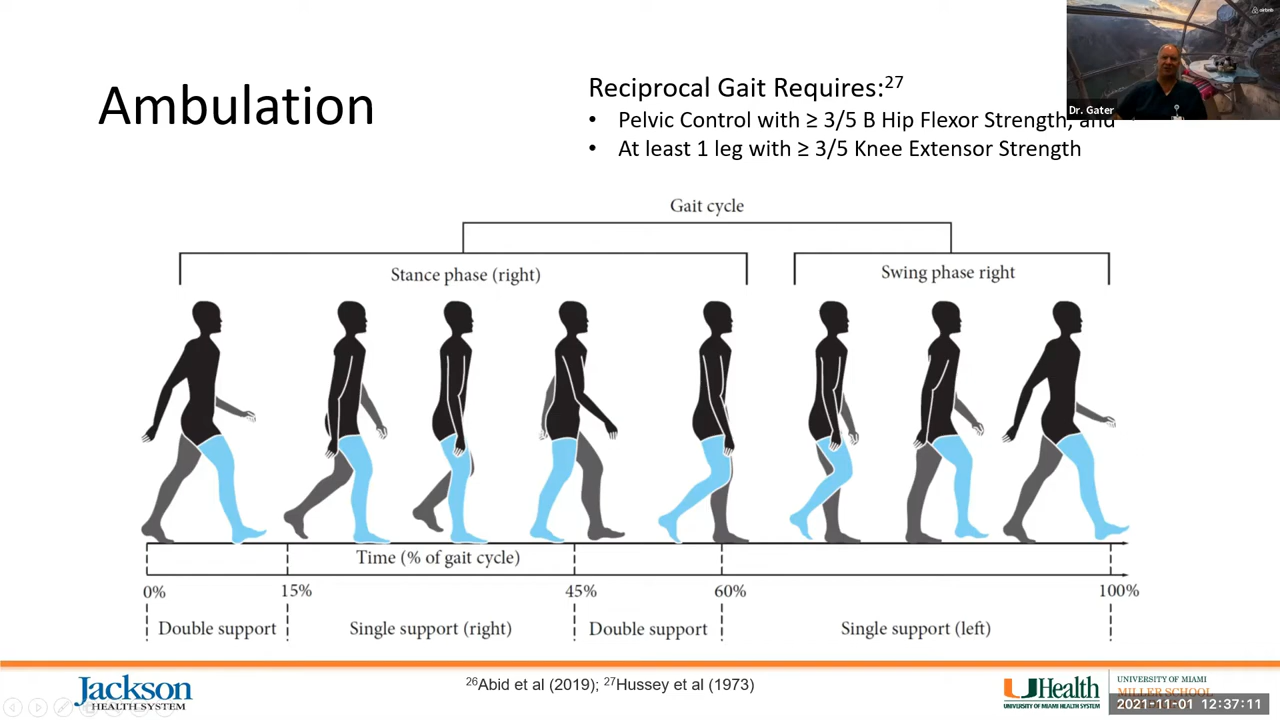 airbnb
Dr. Gater
Ambulation
Reciprocal Gait Requires:27
• Pelvic Control with ≥ 3/5 B Hip Flexor Strength, and
• At least 1 leg with ≥ 3/5 Knee Extensor Strength
Gait cycle
Stance phase (right)
Swing phase right
Time (% of gait cycle)
0% 15% 45% 60% 100%
Double support Single support (right) Double support Single support (left)
26Abid et al (2019); 27Hussey et al (1973)
Jackson
HEALTH SYSTEM
UHealth
UNIVERSITY OF MIAMI HEALTH SYSTEM
UNIVERSITY OF MIAMI
MILLER SCHOOL
2021-11-01 12:37:11